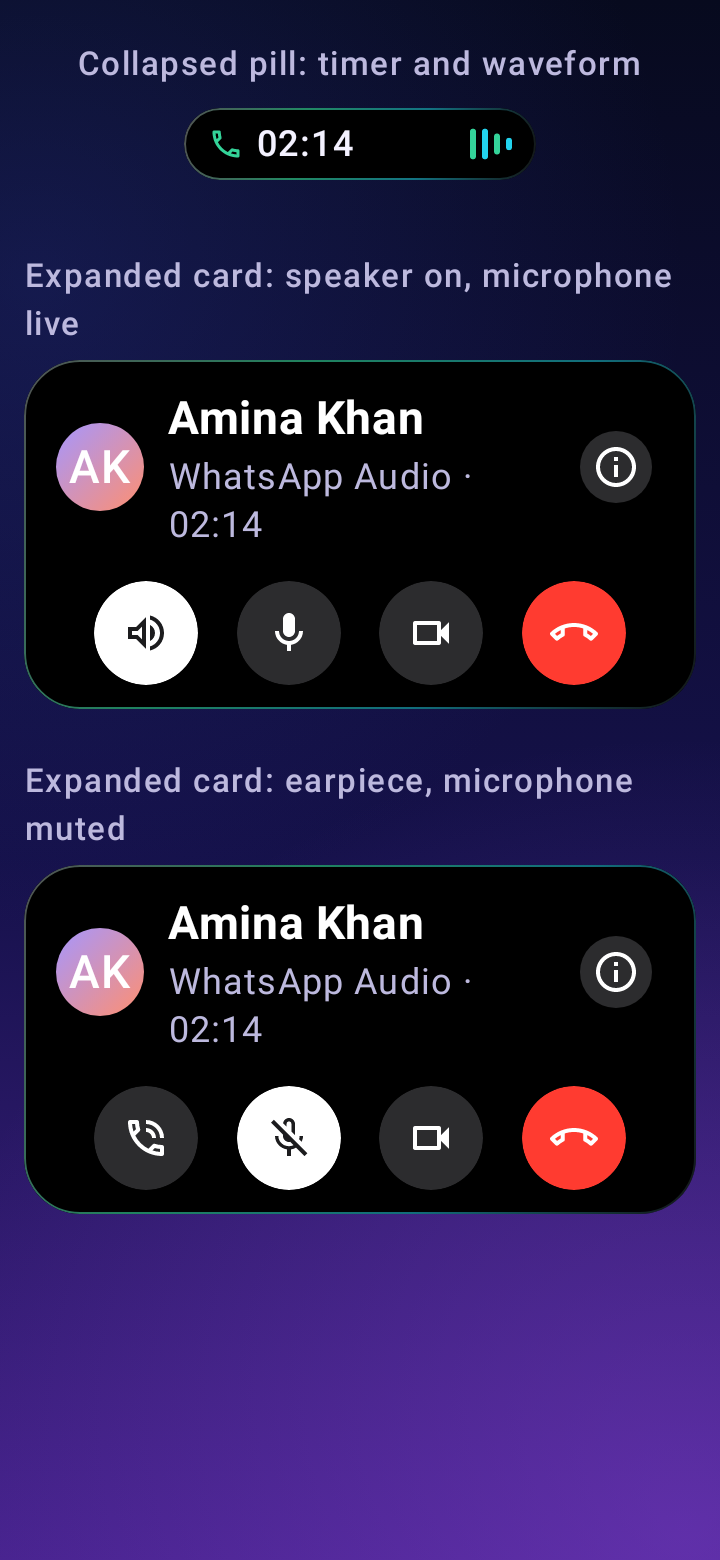 Collapsed pill: timer and waveform
02:14
Expanded card: speaker on, microphone
live
AK
Amina Khan
WhatsApp Audio ·
02:14
Expanded card: earpiece, microphone
muted
AK
Amina Khan
WhatsApp Audio ·
02:14